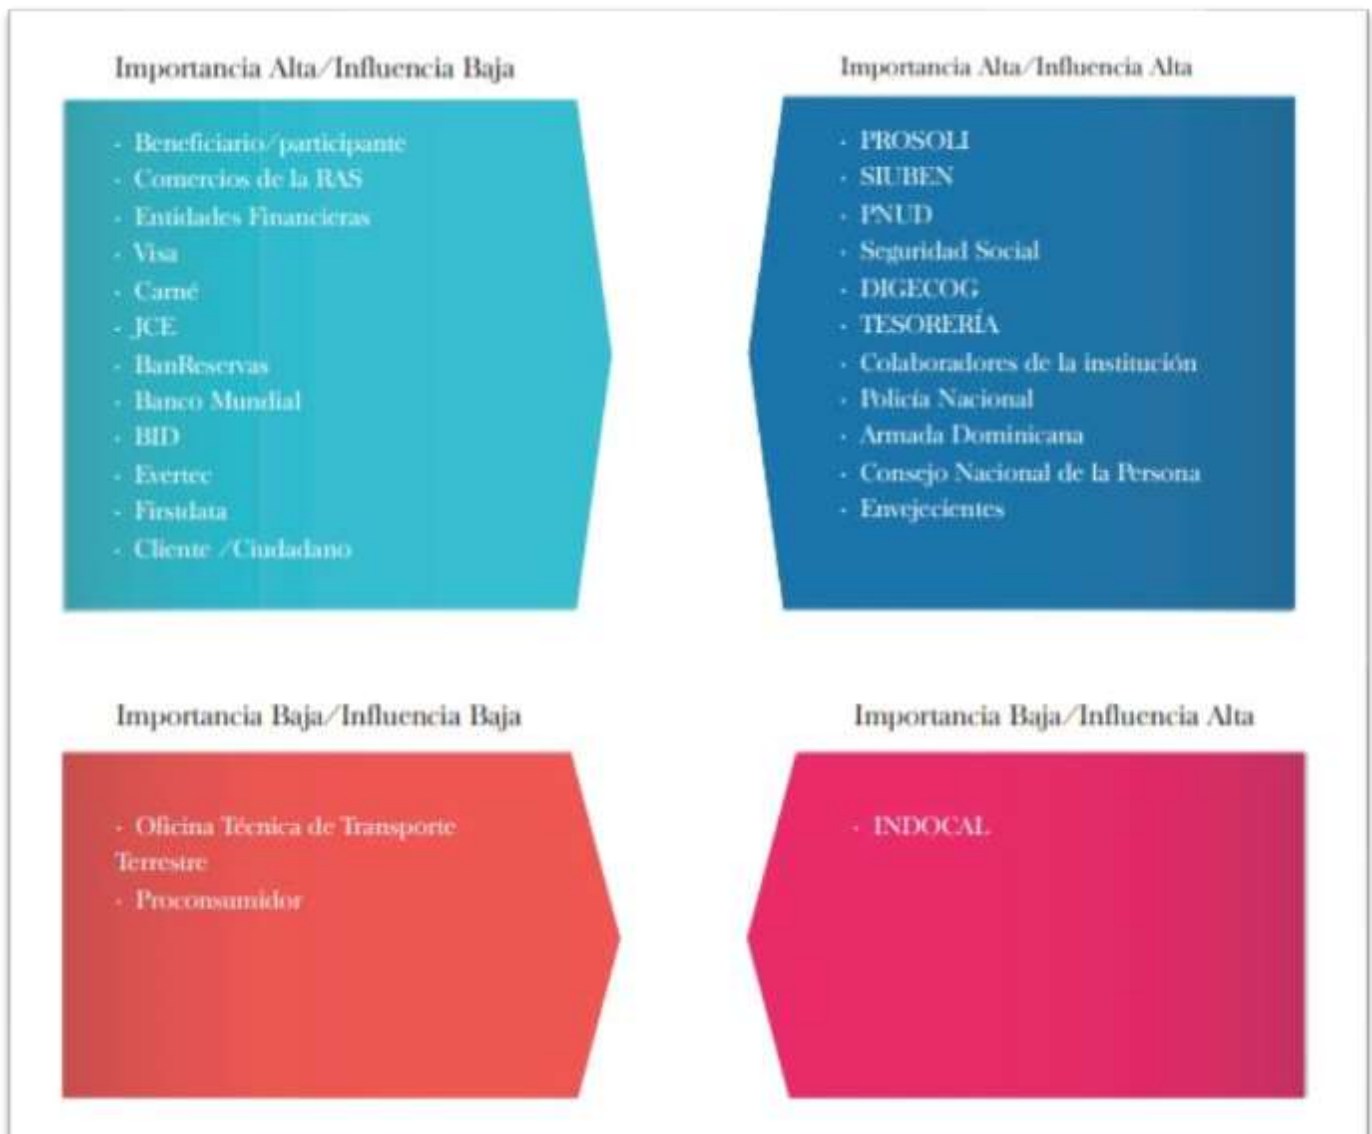 Importancia Alta/Influencia Baja
· Beneficiario/participante
· Comercios de la RAS
· Entidades Financieras
· Visa
· Carné
· JCE
· BanReservas
· Banco Mundial
· BID
· Evertec
· Firstdata
· Cliente /Ciudadano
Importancia Alta/Influencia Alta
· PROSOLI
· SIUBEN
· PNUD
· Seguridad Social
· DIGECOG
· TESORERÍA
· Colaboradores de la institución
· Policía Nacional
· Armada Dominicana
· Consejo Nacional de la Persona
· Envejecientes
Importancia Baja/Influencia Baja
· Oficina Técnica de Transporte
Terrestre
· Proconsumidor
Importancia Baja/Influencia Alta
· INDOCAL